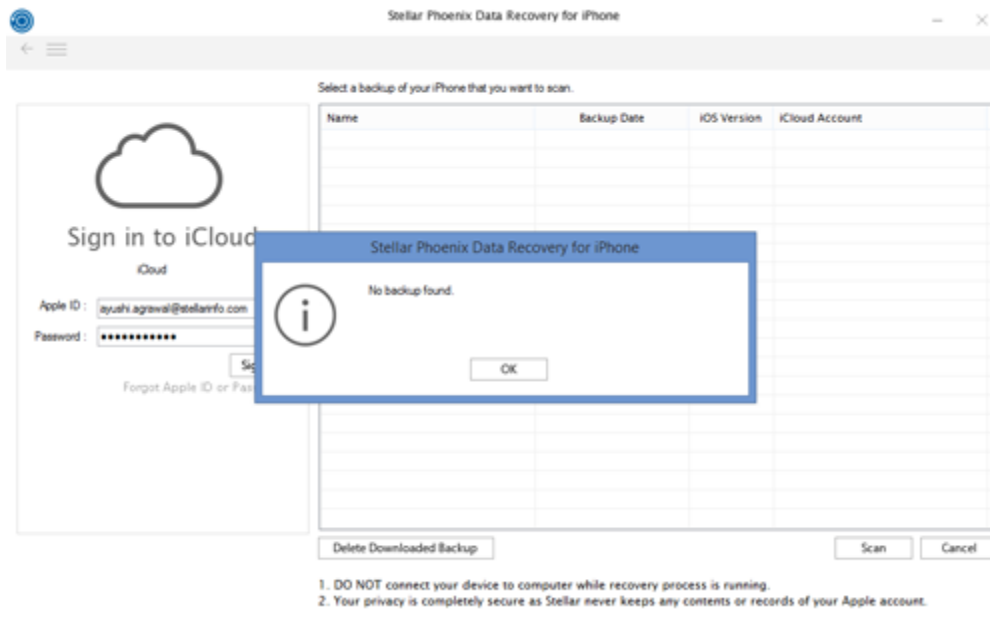 Stellar Phoenix Data Recovery for iPhone
Select a backup of your iPhone that you want to scan.
Name Backup Date iOS Version iCloud Account
Sign in to iCloud
iCloud
Apple ID :
ayushi.agrawal@stellarinfo.com
Password :
Forgot Apple ID or
Stellar Phoenix Data Recovery for iPhone
No backup found.
i
OK
Delete Downloaded Backup
Scan
Cancel
1. DO NOT connect your device to computer while recovery process is running.
2. Your privacy is completely secure as Stellar never keeps any contents or records of your Apple account.